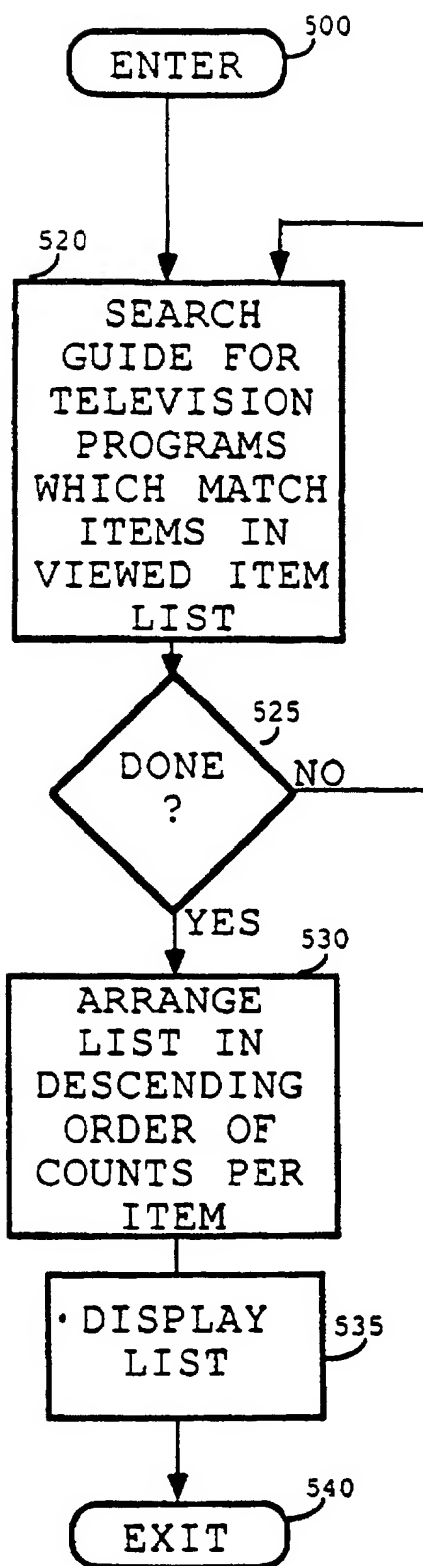 500
ENTER
520
SEARCH
GUIDE FOR
TELEVISION
PROGRAMS
WHICH MATCH
ITEMS IN
VIEWED ITEM
LIST
525
DONE
?
NO
YES
530
ARRANGE
LIST IN
DESCENDING
ORDER OF
COUNTS PER
ITEM
DISPLAY
LIST
535
540
EXIT